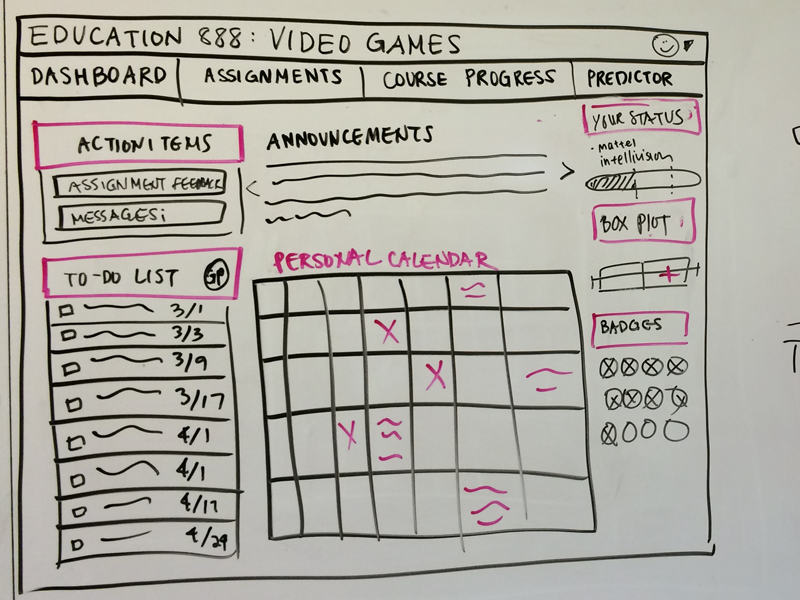 EDUCATION 888: VIDEO GAMES
DASHBOARD
ASSIGNMENTS
COURSE PROGRESS
PREDICTOR
ACTION ITEMS
ASSIGNMENT FEEDBACK
MESSAGES:
TO-DO LIST GP
3/1
3/3
3/9
3/17
4/1
4/1
4/17
4/29
ANNOUNCEMENTS
PERSONAL CALENDAR
YOUR STATUS
• mattel
intellivision
BOX PLOT
BADGES